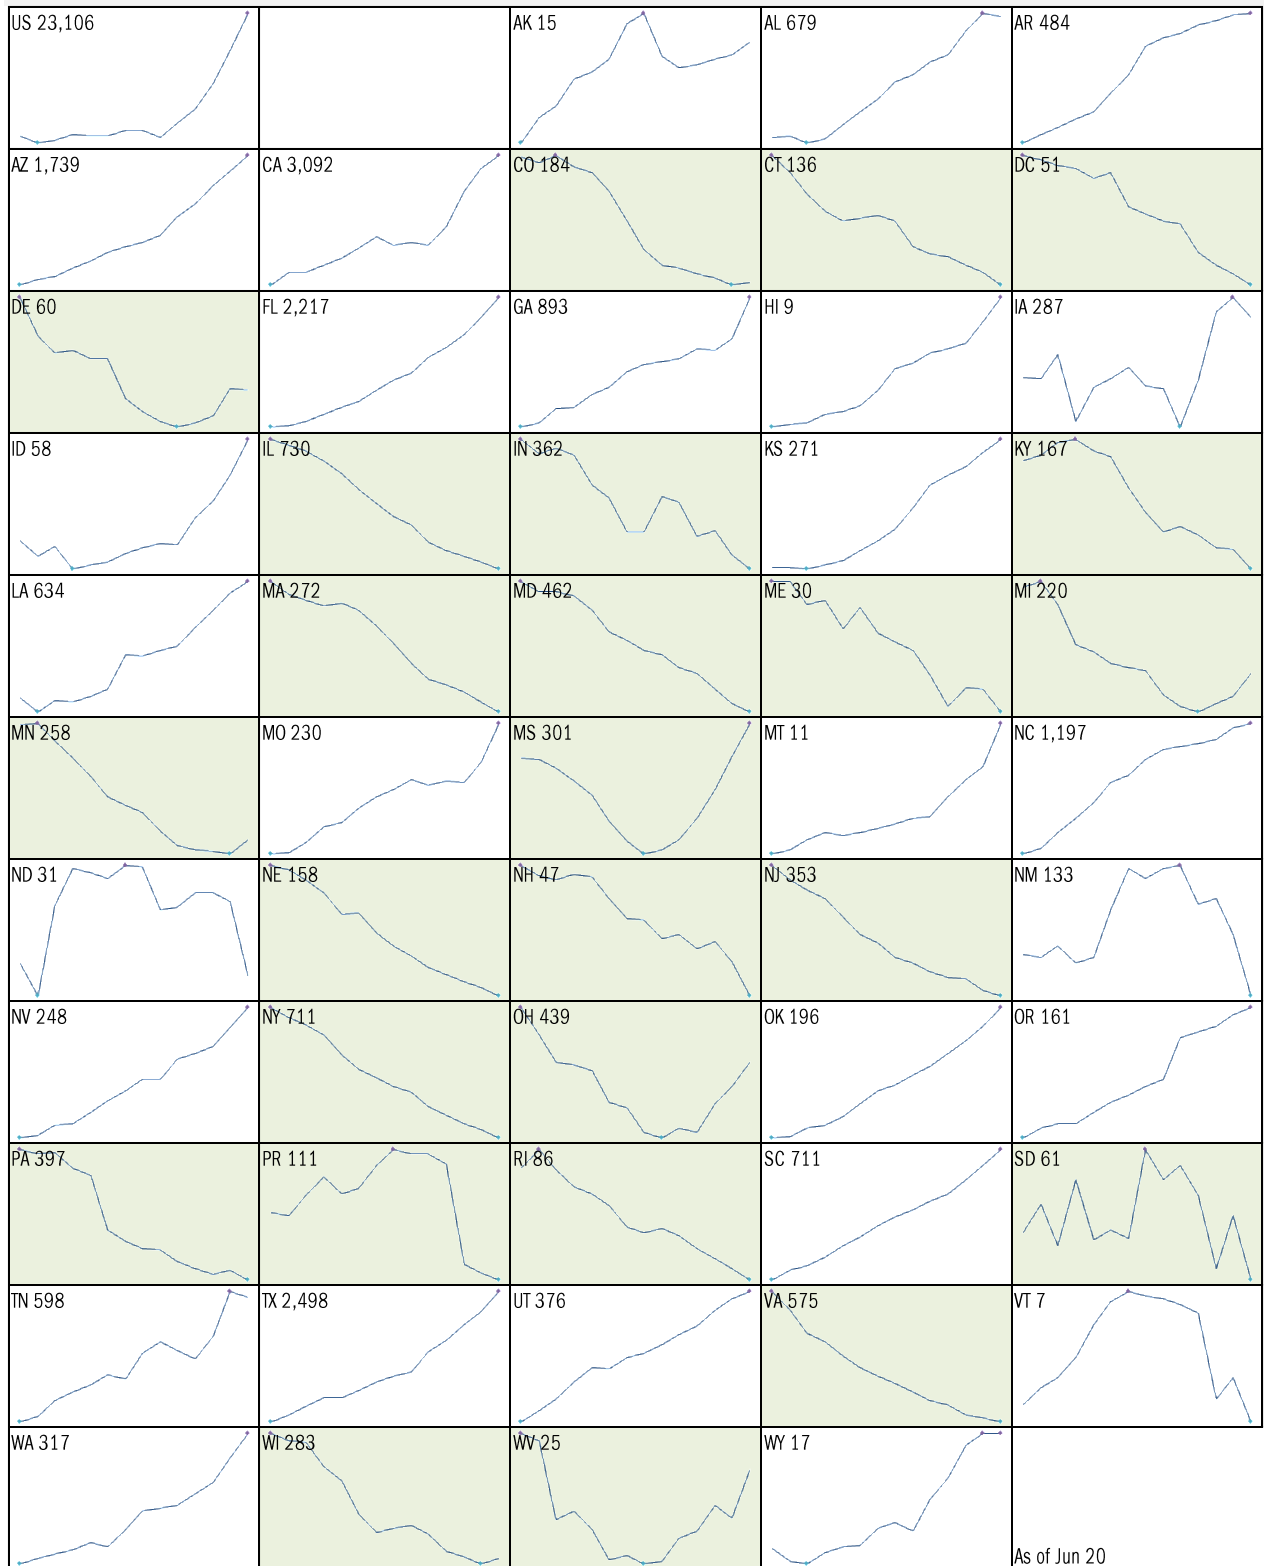 US 23,106
AK 15
AL 679
AR 484
AZ 1,739
CA 3,092
CO 184
CT 136
DC 51
DE 60
FL 2,217
GA 893
HI 9
IA 287
ID 58
IL 730
IN 362
KS 271
KY 167
LA 634
MA 272
MD 462
ME 30
MI 220
MN 258
MO 230
MS 301
MT 11
NC 1,197
ND 31
NE 158
NH 47
NJ 353
NM 133
NV 248
NY 711
OH 439
OK 196
OR 161
PA 397
PR 111
RI 86
SC 711
SD 61
TN 598
TX 2,498
UT 376
VA 575
VT 7
WA 317
WI 283
WV 25
WY 17
As of Jun 20